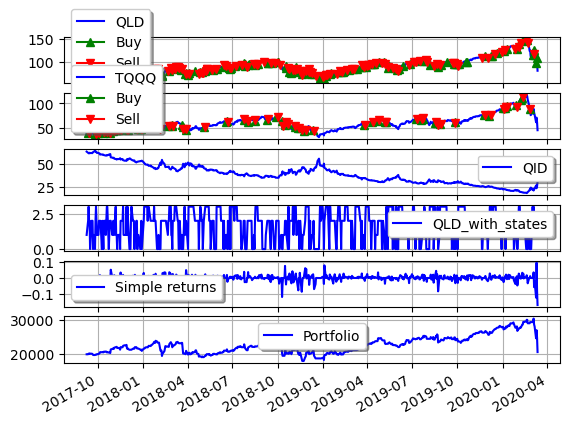 QLD
Buy
Sell
150
100
TQQQ
Buy
Sell
100
50
QID
50
25
QLD_with_states
2.5
0.0
Simple returns
0.1
0.0
−0.1
Portfolio
30000
20000
2017-10
2018-01
2018-04
2018-07
2018-10
2019-01
2019-04
2019-07
2019-10
2020-01
2020-04